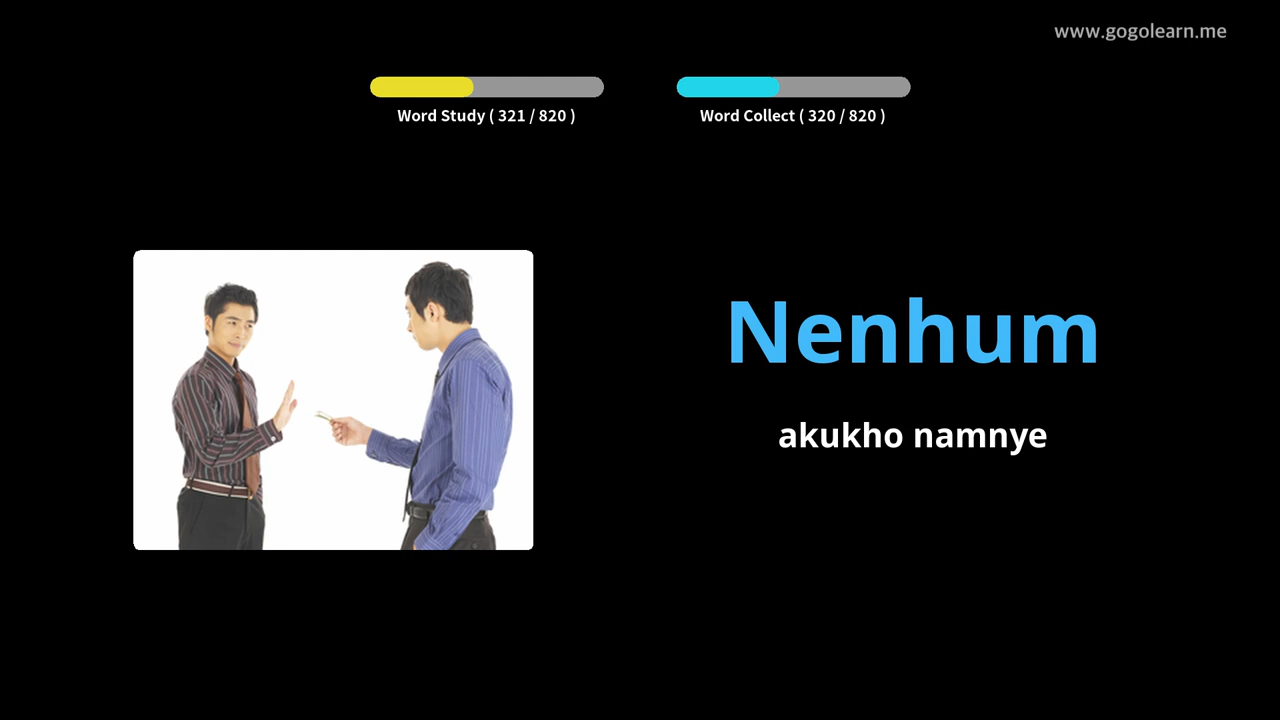 www.gogolearn.me
Word Study ( 321 / 820 )
Word Collect ( 320 / 820 )
Nenhum
akukho namnye